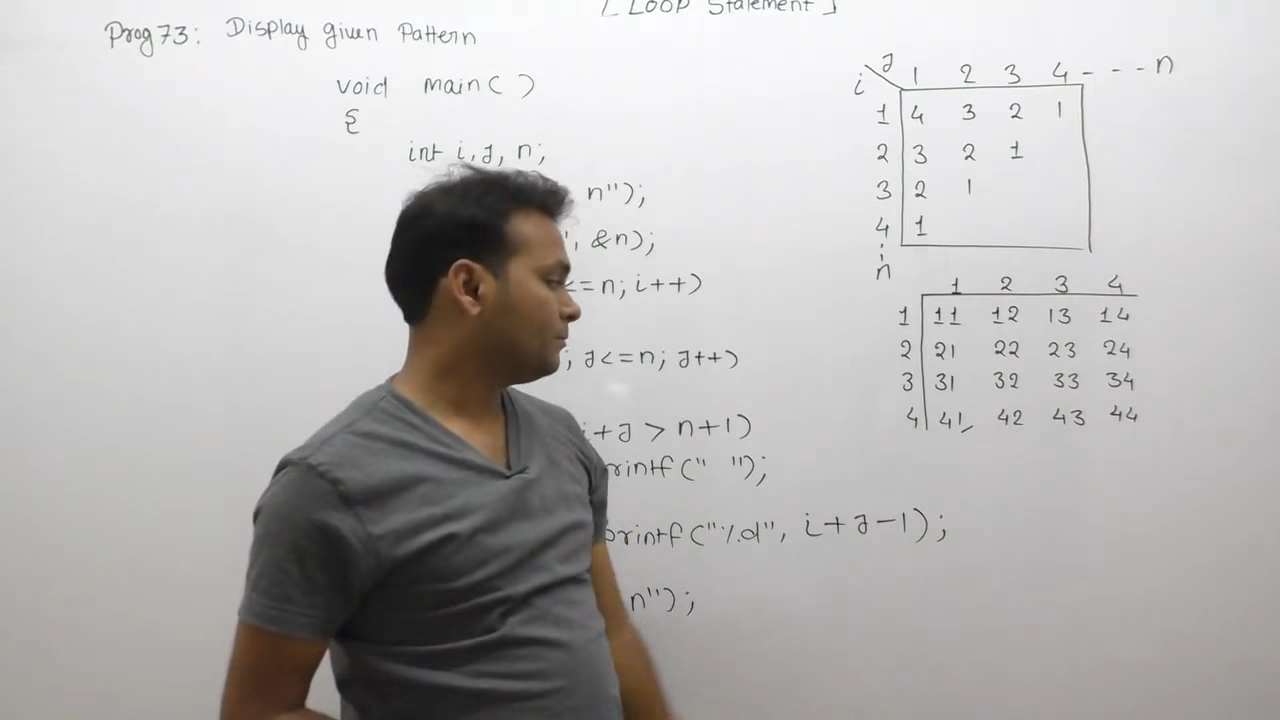 [ Loop Statement ]
Prog 73: Display given Pattern
void main( )
{
int i, J, n;
n");
, &n);
<=n; i++)
; J<=n; J++)
i+J > n+1)
rintf(" ");
printf("%d", i+J-1);
n");
J 1 2 3 4 - - - n
i
1 4 3 2 1
2 3 2 1
3 2 1
4 1
n
1 2 3 4
1 11 12 13 14
2 21 22 23 24
3 31 32 33 34
4 41, 42 43 44